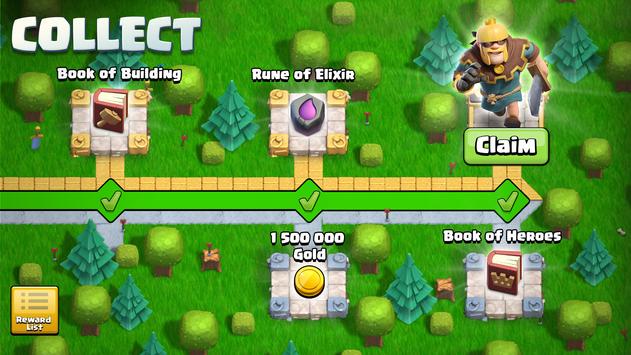 COLLECT
Book of Building
Rune of Elixir
Claim
1 500 000
Gold
Book of Heroes
Reward
List